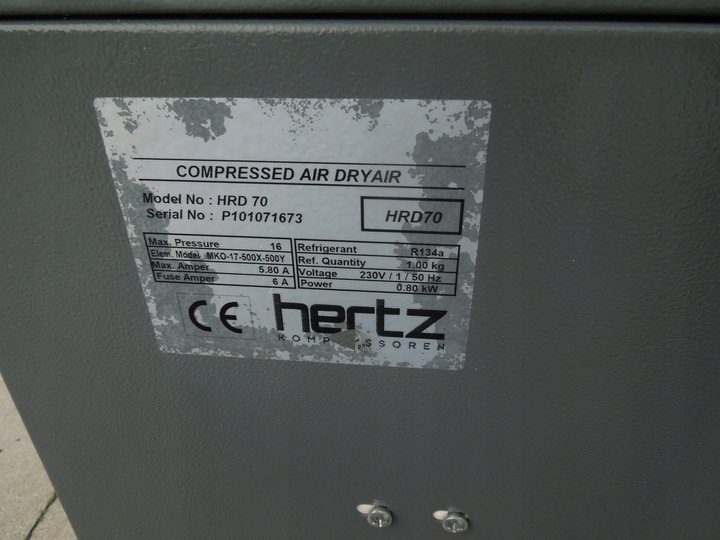 COMPRESSED AIR DRYAIR
Model No : HRD 70
Serial No : P101071673
HRD70
Max. Pressure 16
Elem. Model MKO-17-500X-500Y
Max. Amper 5.80 A
Fuse Amper 6 A
Refrigerant R134a
Ref. Quantity 1.00 kg
Voltage 230V / 1 / 50 Hz
Power 0.80 kW
CE
hertz